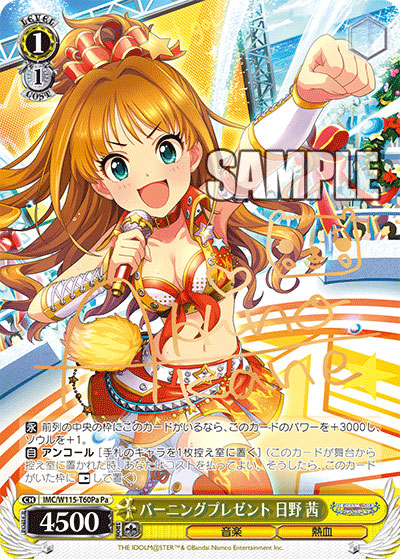 LEVEL
1
1
COST
SAMPLE
Akane
Hino
永 前列の中央の枠にこのカードがいるなら、このカードのパワーを+3000し、
ソウルを+1。
自 アンコール ［手札のキャラを1枚控え室に置く］（このカードが舞台から
控え室に置かれた時、あなたはコストを払ってよい。そうしたら、このカード
がいた枠に 置く）
CH IMC/W115-T60Pa Pa
バーニングプレゼント 日野 茜
POWER
4500
音楽
熱血
THE IDOLM@STER™& ©Bandai Namco Entertainment Inc.